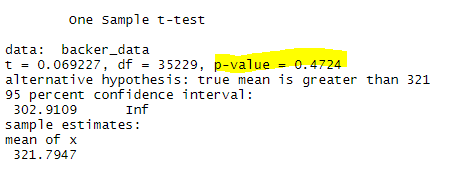 One Sample t-test
data: backer_data
t = 0.069227, df = 35229, p-value = 0.4724
alternative hypothesis: true mean is greater than 321
95 percent confidence interval:
302.9109 Inf
sample estimates:
mean of x
321.7947